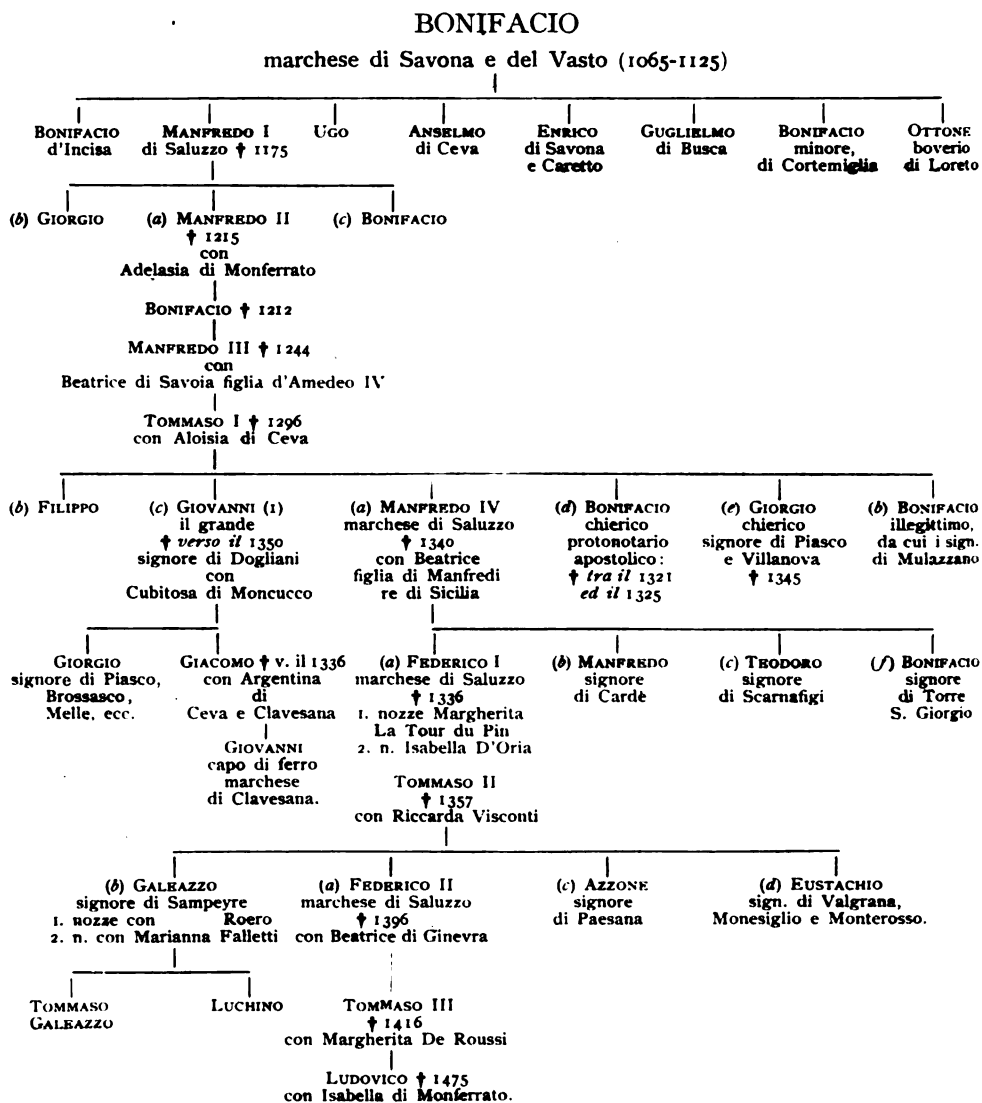 BONIFACIO
marchese di Savona e del Vasto (1065-1125)
BONIFACIO
d'Incisa
MANFREDO I
di Saluzzo † 1175
UGO
ANSELMO
di Ceva
ENRICO
di Savona
e Caretto
GUGLIELMO
di Busca
BONIFACIO
minore,
di Cortemiglia
OTTONE
boverio
di Loreto
(b) GIORGIO
(a) MANFREDO II
† 1215
con
Adelasia di Monferrato
(c) BONIFACIO
BONIFACIO † 1212
MANFREDO III † 1244
con
Beatrice di Savoia figlia d'Amedeo IV
TOMMASO I † 1296
con Aloisia di Ceva
(b) FILIPPO
(c) GIOVANNI (1)
il grande
† verso il 1350
signore di Dogliani
con
Cubitosa di Moncucco
(a) MANFREDO IV
marchese di Saluzzo
† 1340
con Beatrice
figlia di Manfredi
re di Sicilia
(d) BONIFACIO
chierico
protonotario
apostolico:
† tra il 1321
ed il 1325
(e) GIORGIO
chierico
signore di Piasco
e Villanova
† 1345
(b) BONIFACIO
illegittimo,
da cui i sign.
di Mulazzano
GIORGIO
signore di Piasco,
Brossasco,
Melle, ecc.
GIACOMO † v. il 1336
con Argentina
di
Ceva e Clavesana
GIOVANNI
capo di ferro
marchese
di Clavesana.
(a) FEDERICO I
marchese di Saluzzo
† 1336
1. nozze Margherita
La Tour du Pin
2. n. Isabella D'Oria
(b) MANFREDO
signore
di Cardè
(c) TEODORO
signore
di Scarnafigi
(f) BONIFACIO
signore
di Torre
S. Giorgio
TOMMASO II
† 1357
con Riccarda Visconti
(b) GALEAZZO
signore di Sampeyre
1. nozze con Roero
2. n. con Marianna Falletti
(a) FEDERICO II
marchese di Saluzzo
† 1396
con Beatrice di Ginevra
(c) AZZONE
signore
di Paesana
(d) EUSTACHIO
sign. di Valgrana,
Monesiglio e Monterosso.
TOMMASO
GALEAZZO
LUCHINO
TOMMASO III
† 1416
con Margherita De Roussi
LUDOVICO † 1475
con Isabella di Monferrato.